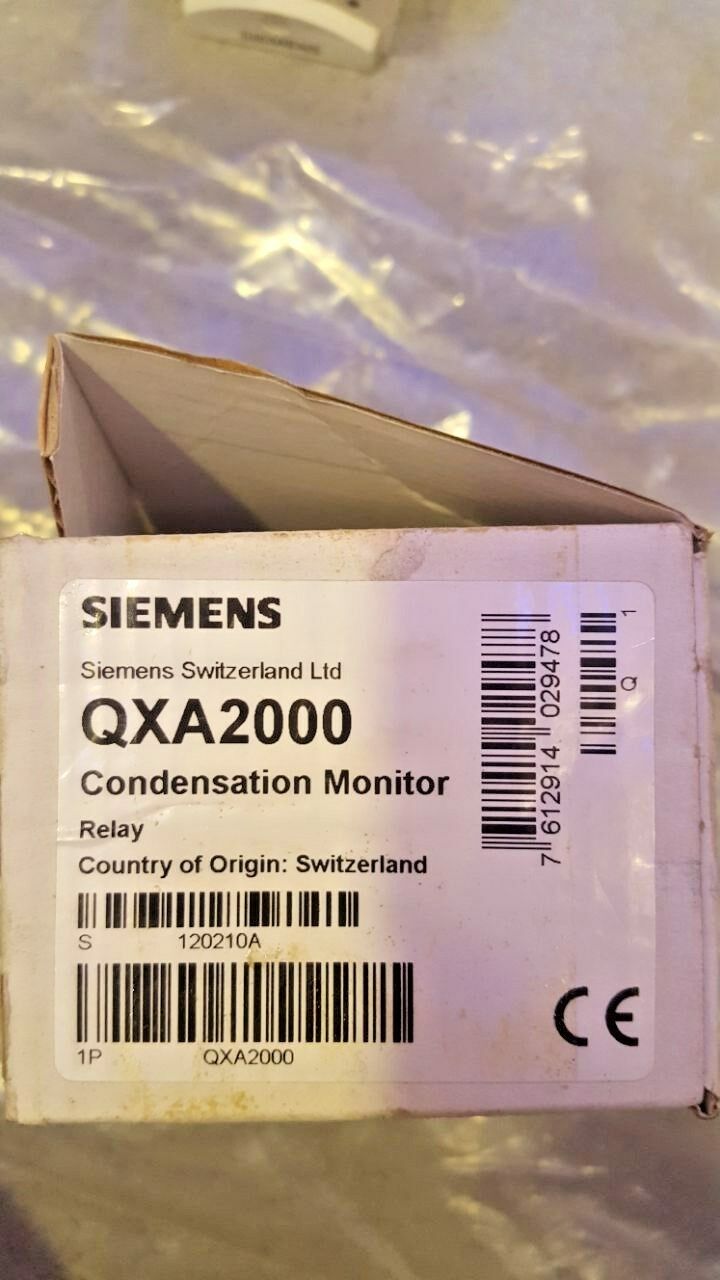 SIEMENS
Siemens Switzerland Ltd
QXA2000
Condensation Monitor
Relay
Country of Origin: Switzerland
S 120210A
1P QXA2000
7 612914 029478
Q 1
CE